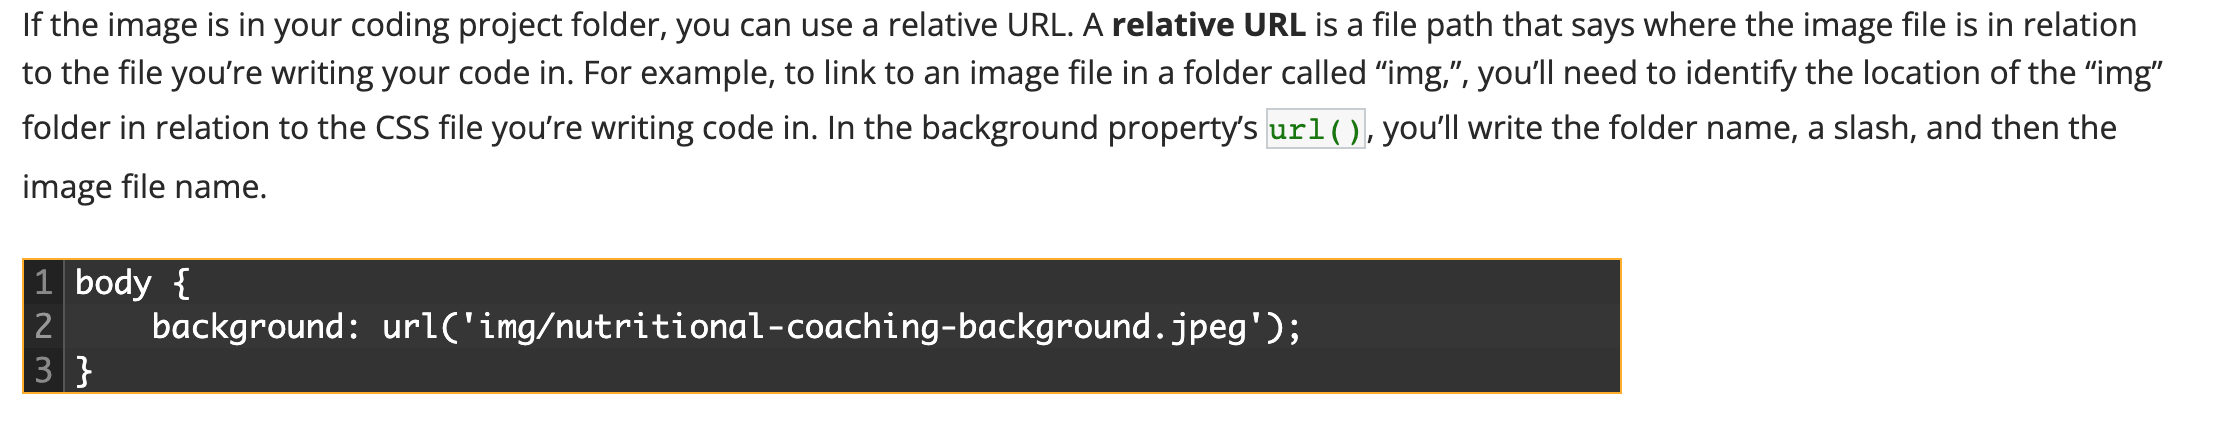 If the image is in your coding project folder, you can use a relative URL. A relative URL is a file path that says where the image file is in relation
to the file you’re writing your code in. For example, to link to an image file in a folder called “img,”, you’ll need to identify the location of the “img”
folder in relation to the CSS file you’re writing code in. In the background property’s url(), you’ll write the folder name, a slash, and then the
image file name.
1 body {
2     background: url('img/nutritional-coaching-background.jpeg');
3 }